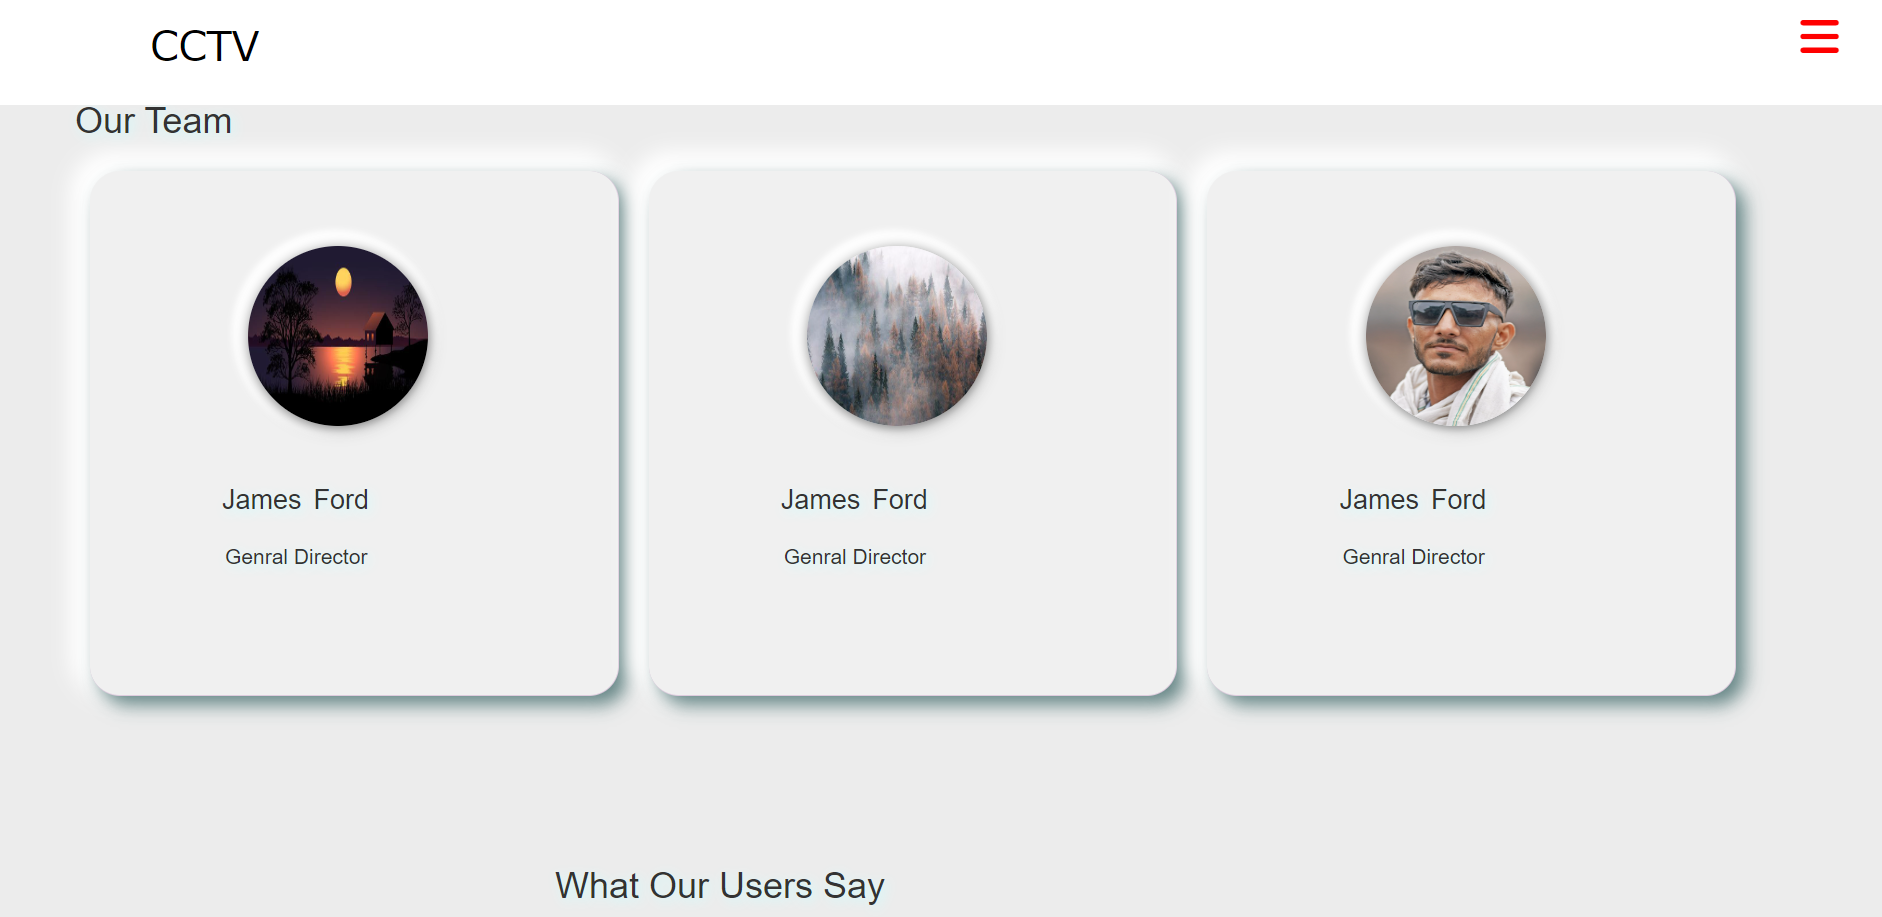 CCTV
Our Team
James Ford
Genral Director
James Ford
Genral Director
James Ford
Genral Director
What Our Users Say